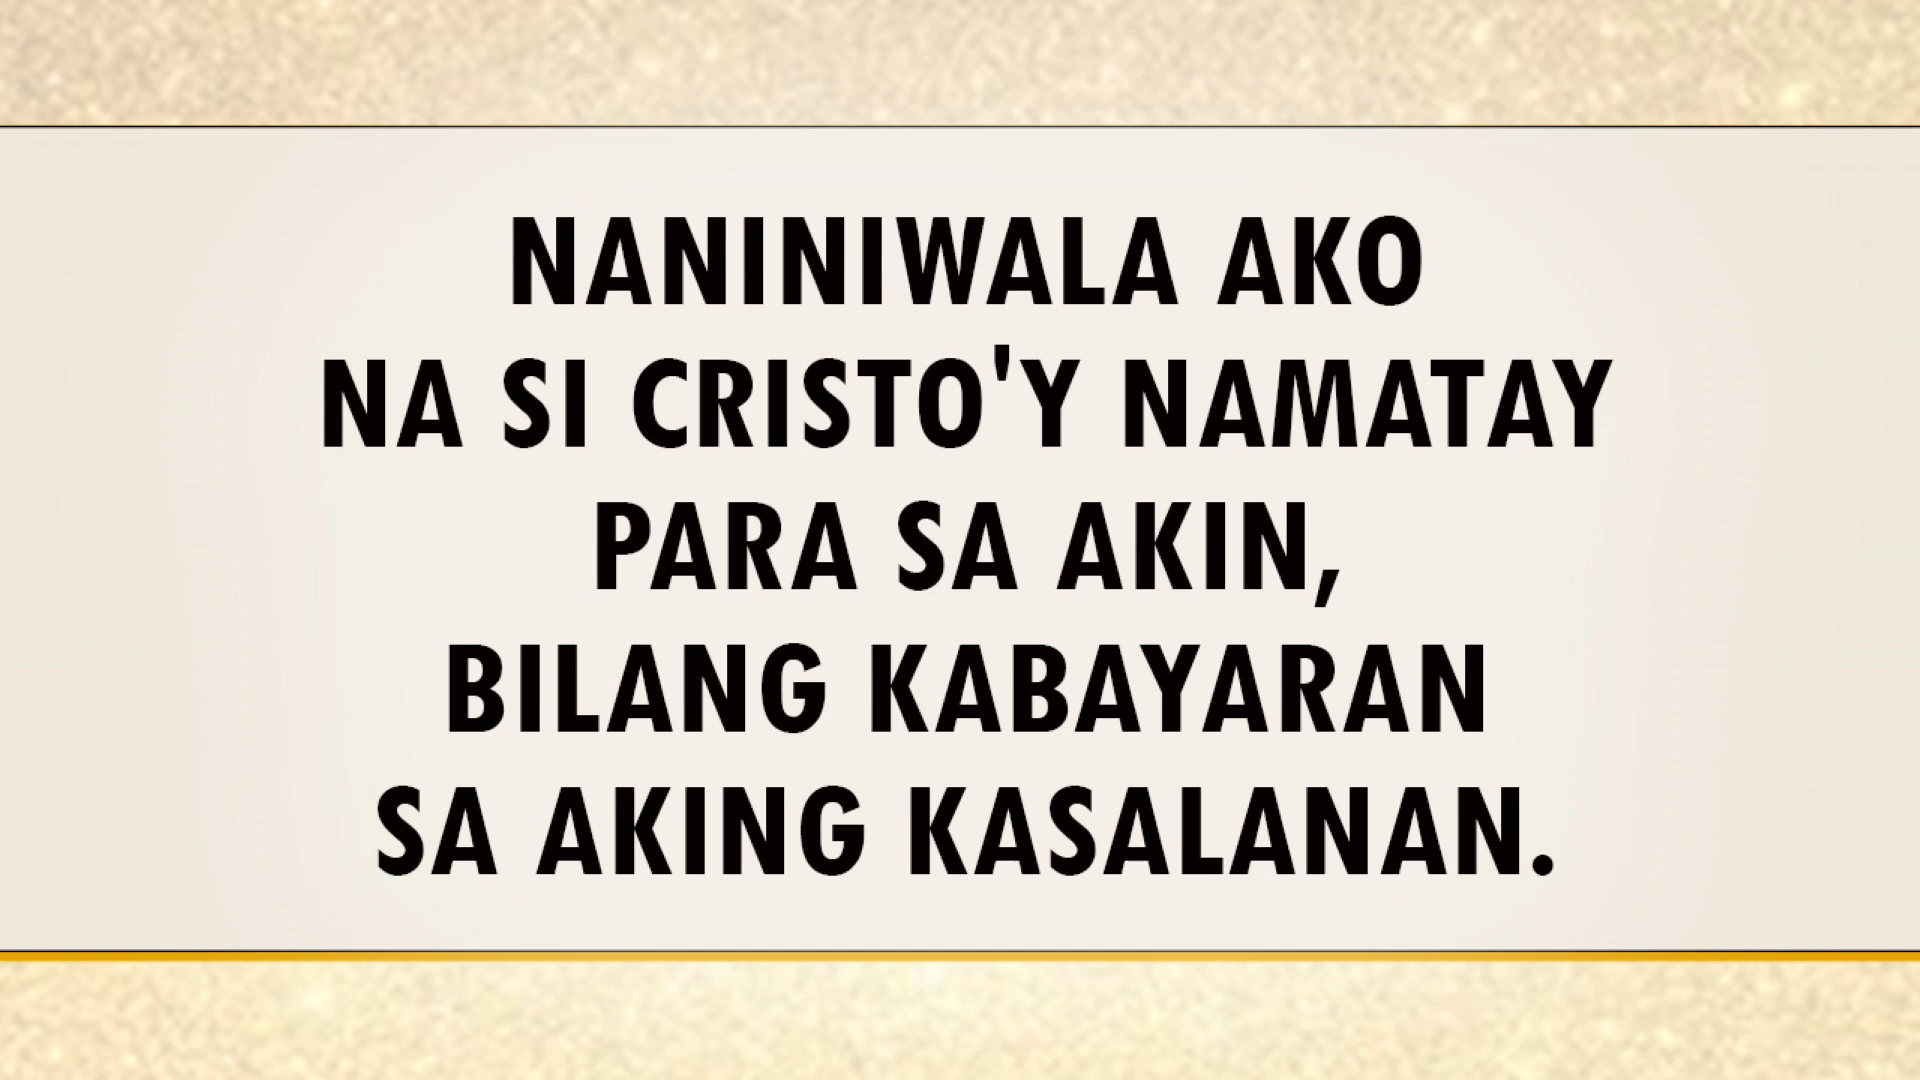 NANINIWALA AKO
NA SI CRISTO'Y NAMATAY
PARA SA AKIN,
BILANG KABAYARAN
SA AKING KASALANAN.